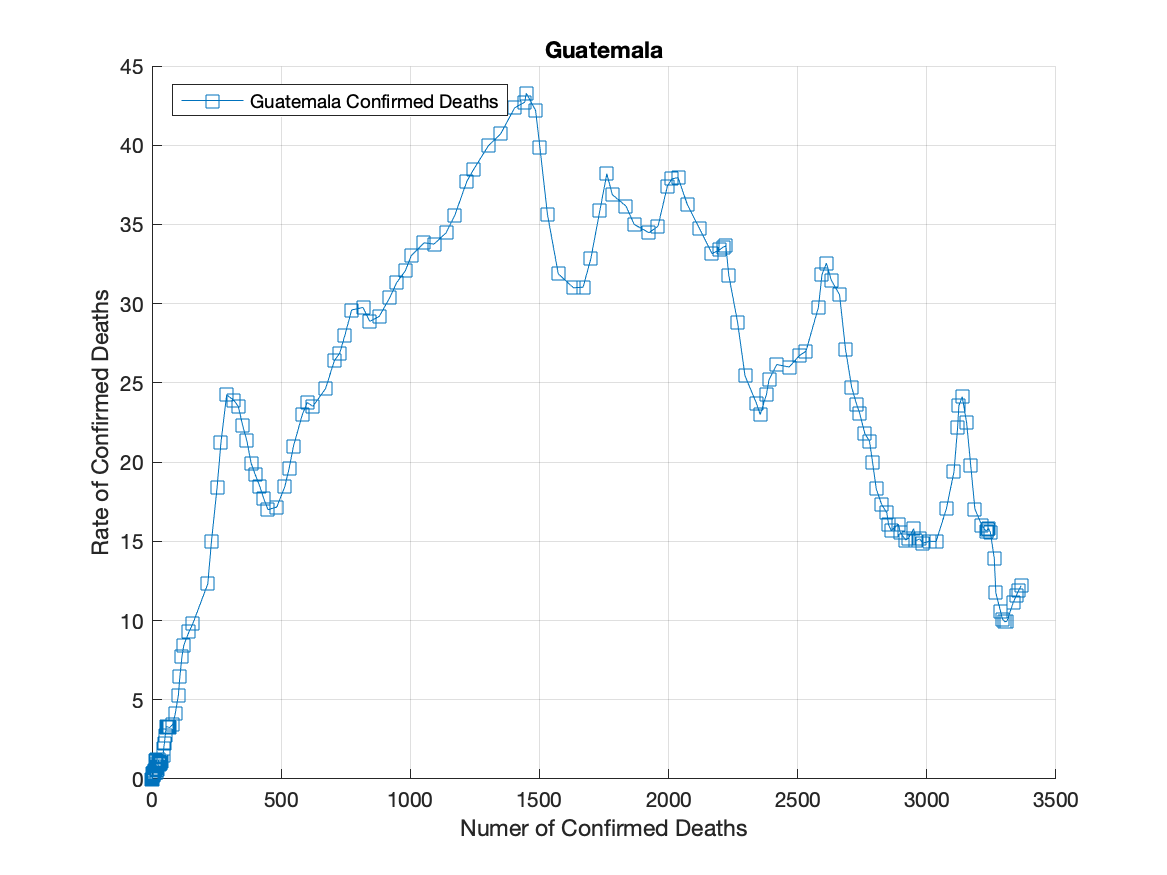 Guatemala
Guatemala Confirmed Deaths
45
40
35
30
25
20
15
10
5
0
Rate of Confirmed Deaths
0 500 1000 1500 2000 2500 3000 3500
Numer of Confirmed Deaths